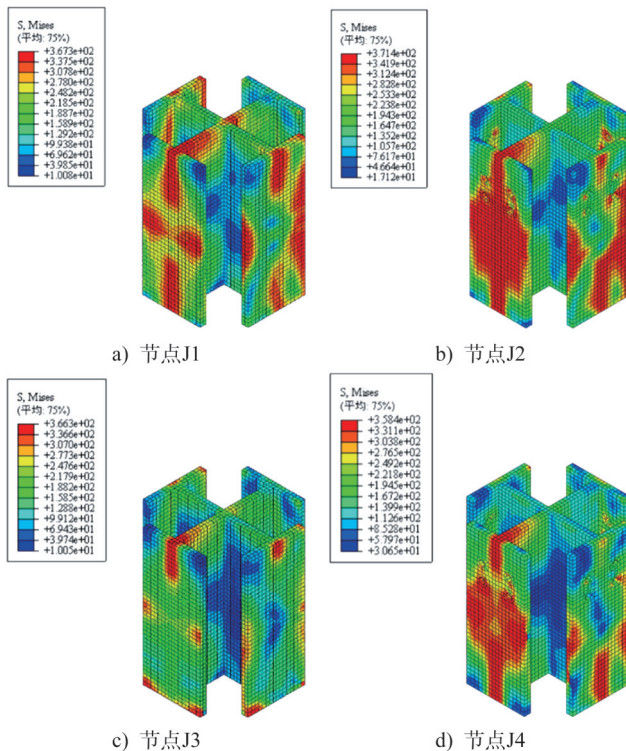 S, Mises
(平均: 75%)
+3.673e+02
+3.375e+02
+3.078e+02
+2.780e+02
+2.482e+02
+2.185e+02
+1.887e+02
+1.589e+02
+1.292e+02
+9.938e+01
+6.962e+01
+3.985e+01
+1.008e+01
a) 节点J1
S, Mises
(平均: 75%)
+3.714e+02
+3.419e+02
+3.124e+02
+2.828e+02
+2.533e+02
+2.238e+02
+1.943e+02
+1.647e+02
+1.352e+02
+1.057e+02
+7.617e+01
+4.664e+01
+1.712e+01
b) 节点J2
S, Mises
(平均: 75%)
+3.663e+02
+3.366e+02
+3.070e+02
+2.773e+02
+2.476e+02
+2.179e+02
+1.882e+02
+1.585e+02
+1.288e+02
+9.912e+01
+6.943e+01
+3.974e+01
+1.005e+01
c) 节点J3
S, Mises
(平均: 75%)
+3.584e+02
+3.311e+02
+3.038e+02
+2.765e+02
+2.492e+02
+2.218e+02
+1.945e+02
+1.672e+02
+1.399e+02
+1.126e+02
+8.528e+01
+5.797e+01
+3.065e+01
d) 节点J4